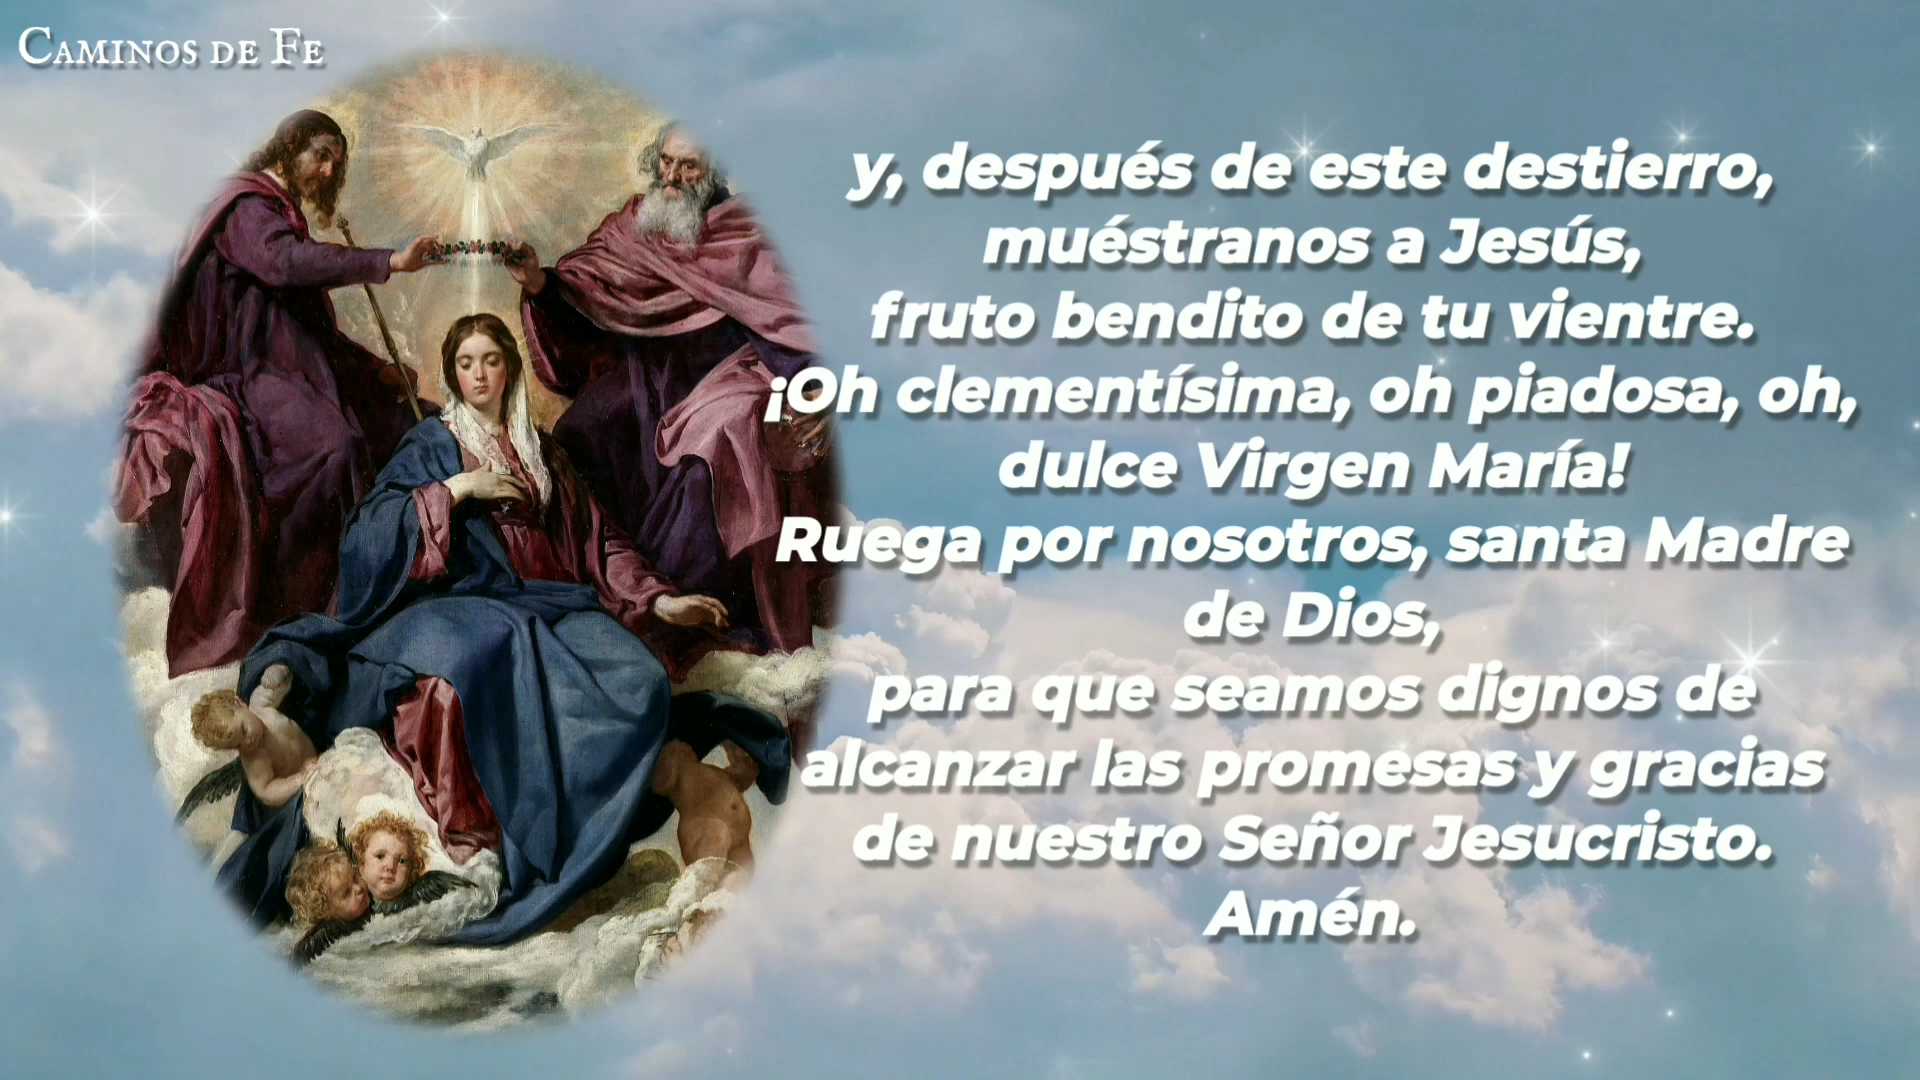 Caminos de Fe
y, después de este destierro,
muéstranos a Jesús,
fruto bendito de tu vientre.
¡Oh clementísima, oh piadosa, oh,
dulce Virgen María!
Ruega por nosotros, santa Madre
de Dios,
para que seamos dignos de
alcanzar las promesas y gracias
de nuestro Señor Jesucristo.
Amén.